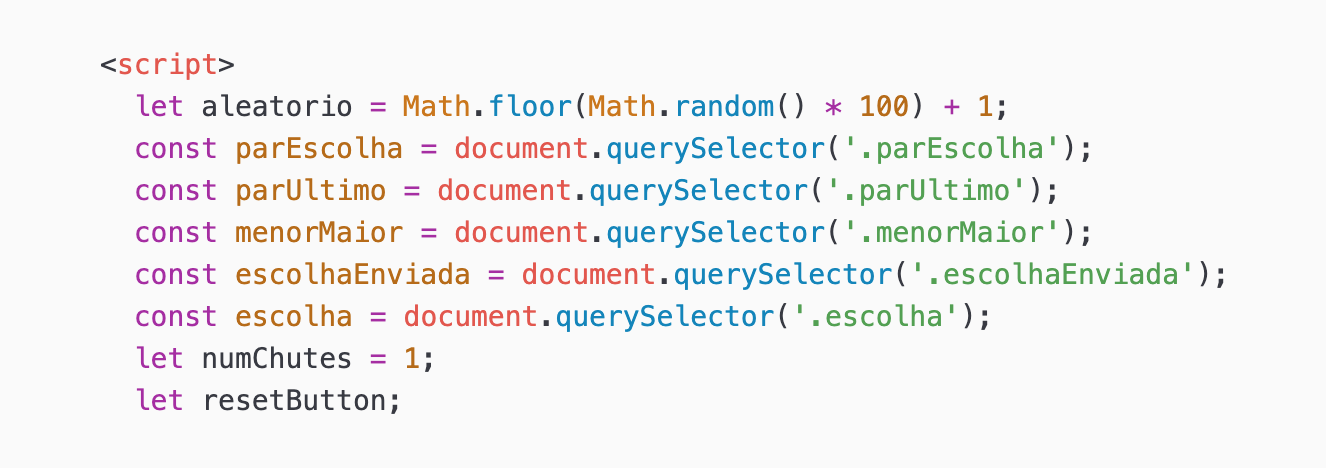 <script>
let aleatorio = Math.floor(Math.random() * 100) + 1;
const parEscolha = document.querySelector('.parEscolha');
const parUltimo = document.querySelector('.parUltimo');
const menorMaior = document.querySelector('.menorMaior');
const escolhaEnviada = document.querySelector('.escolhaEnviada');
const escolha = document.querySelector('.escolha');
let numChutes = 1;
let resetButton;